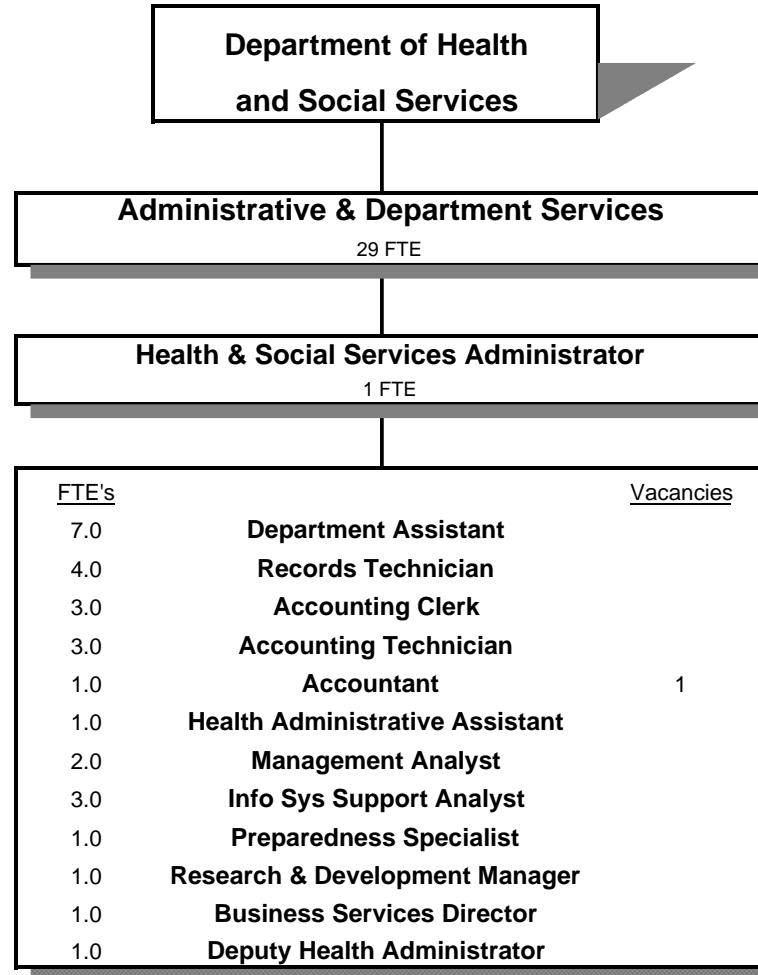 Department of Health
and Social Services
Administrative & Department Services
29 FTE
Health & Social Services Administrator
1 FTE
FTE's Vacancies
7.0 Department Assistant
4.0 Records Technician
3.0 Accounting Clerk
3.0 Accounting Technician
1.0 Accountant 1
1.0 Health Administrative Assistant
2.0 Management Analyst
3.0 Info Sys Support Analyst
1.0 Preparedness Specialist
1.0 Research & Development Manager
1.0 Business Services Director
1.0 Deputy Health Administrator